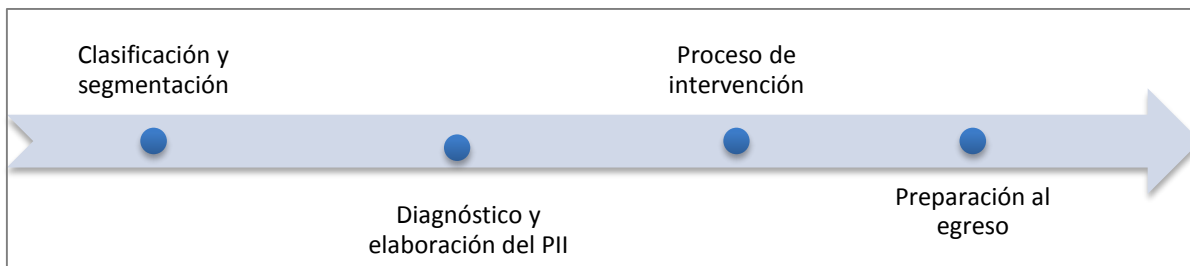 Clasificación y
segmentación
Diagnóstico y
elaboración del PII
Proceso de
intervención
Preparación al
egreso